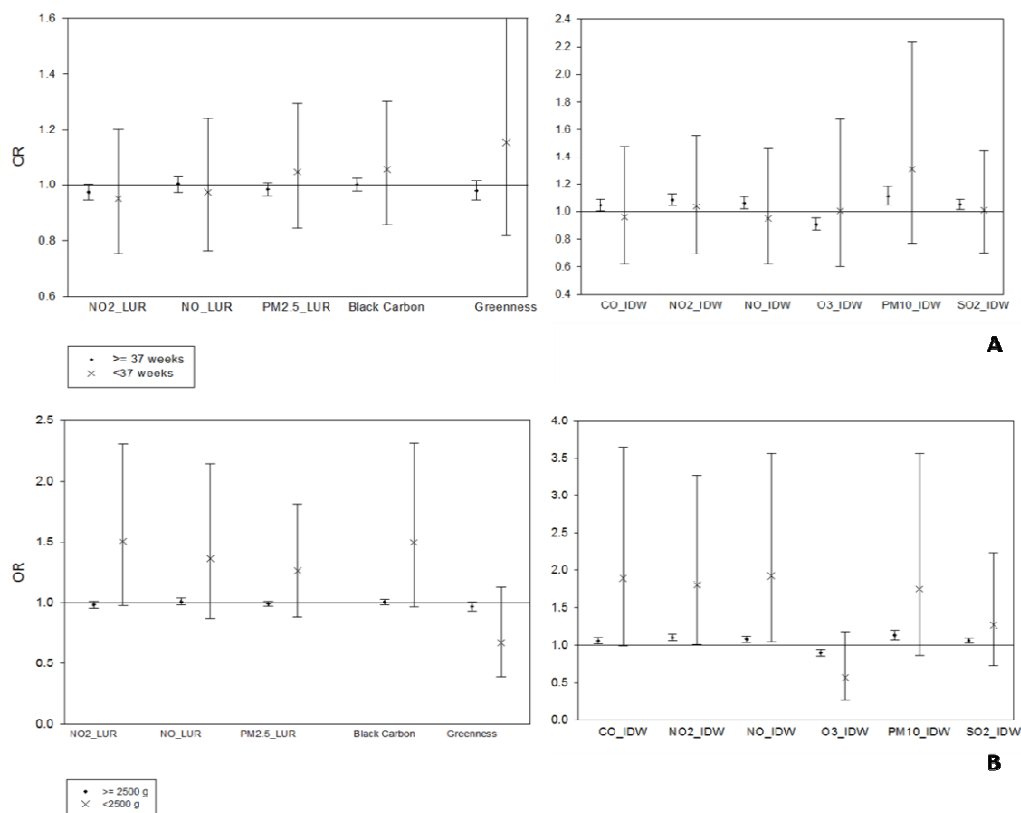 1.6
1.4
1.2
1.0
0.8
0.6
CR
NO2_LUR NO_LUR PM2.5_LUR Black Carbon Greenness
2.4
2.2
2.0
1.8
1.6
1.4
1.2
1.0
0.8
0.6
0.4
CO_IDW NO2_IDW NO_IDW O3_IDW PM10_IDW SO2_IDW
A
>= 37 weeks
<37 weeks
2.5
2.0
1.5
1.0
0.5
0.0
OR
NO2_LUR NO_LUR PM2.5_LUR Black Carbon Greenness
4.0
3.5
3.0
2.5
2.0
1.5
1.0
0.5
0.0
CO_IDW NO2_IDW NO_IDW O3_IDW PM10_IDW SO2_IDW
B
>= 2500 g
<2500 g